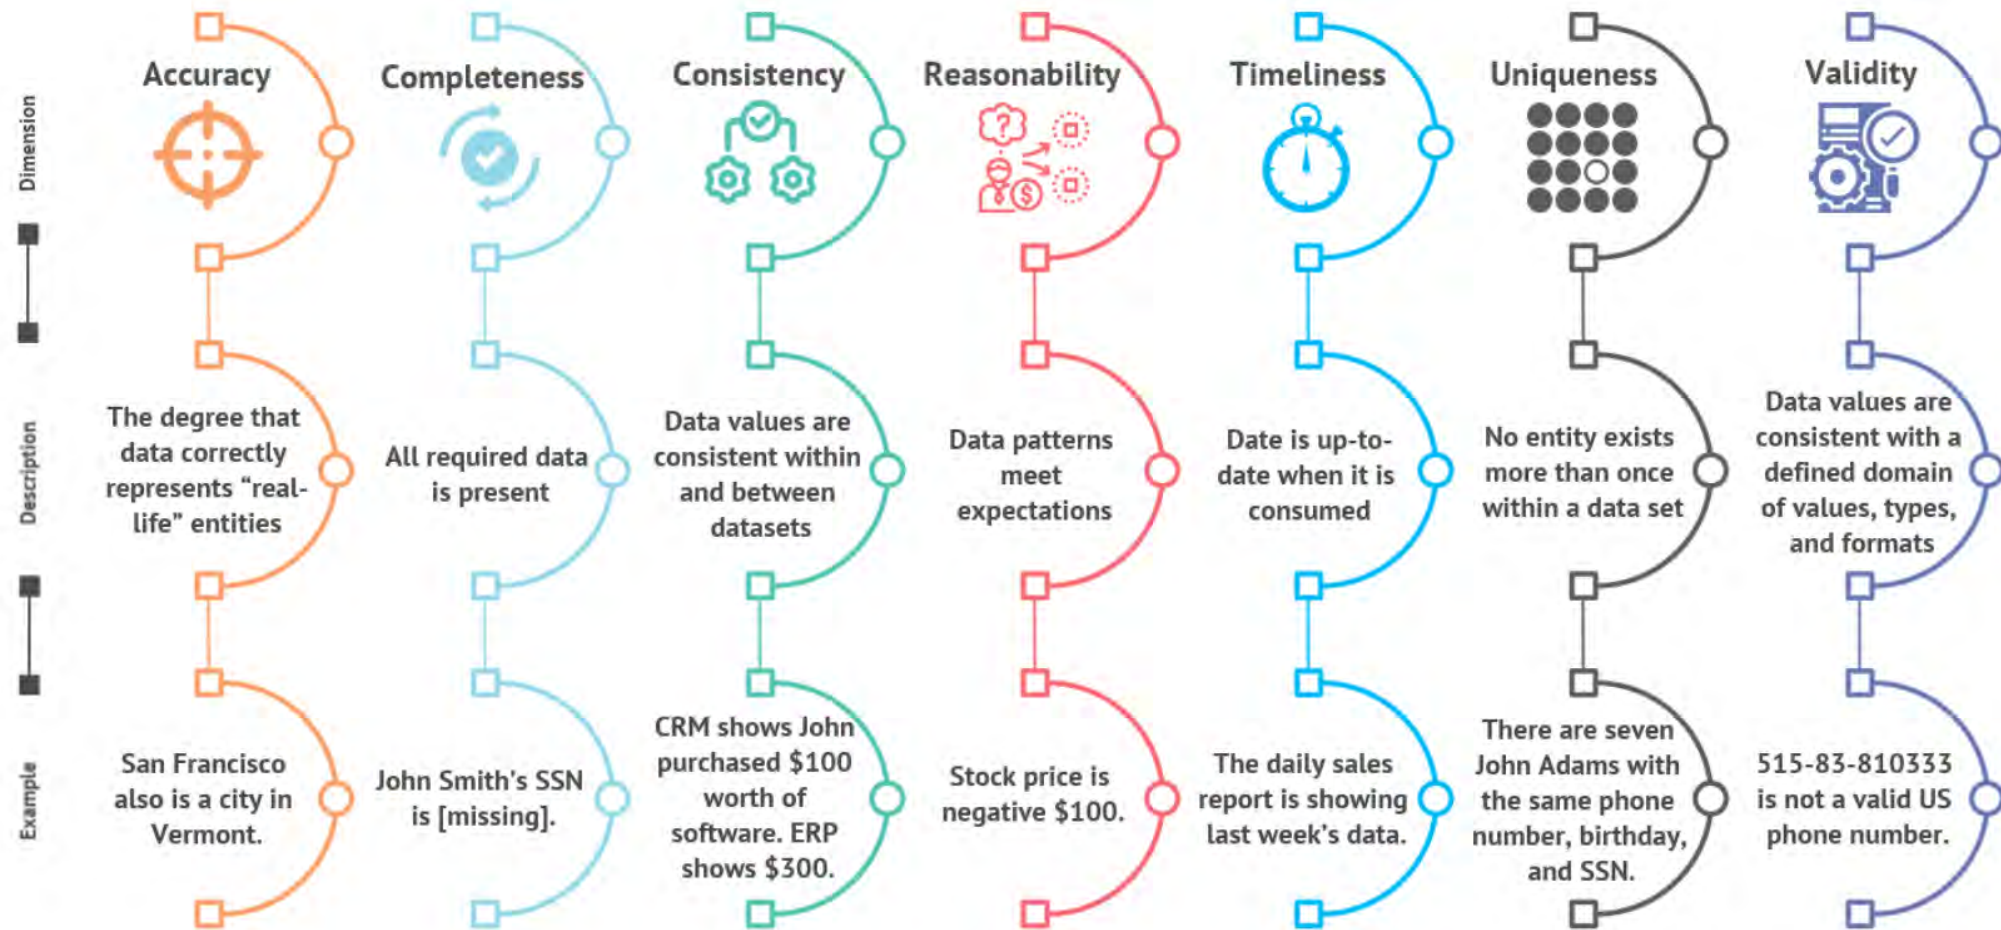 Dimension
Accuracy
Completeness
Consistency
Reasonability
Timeliness
Uniqueness
Validity
?
$
Description
The degree that
data correctly
represents “real-
life” entities
All required data
is present
Data values are
consistent within
and between
datasets
Data patterns
meet
expectations
Date is up-to-
date when it is
consumed
No entity exists
more than once
within a data set
Data values are
consistent with a
defined domain
of values, types,
and formats
Example
San Francisco
also is a city in
Vermont.
John Smith’s SSN
is [missing].
CRM shows John
purchased $100
worth of
software. ERP
shows $300.
Stock price is
negative $100.
The daily sales
report is showing
last week’s data.
There are seven
John Adams with
the same phone
number, birthday,
and SSN.
515-83-810333
is not a valid US
phone number.